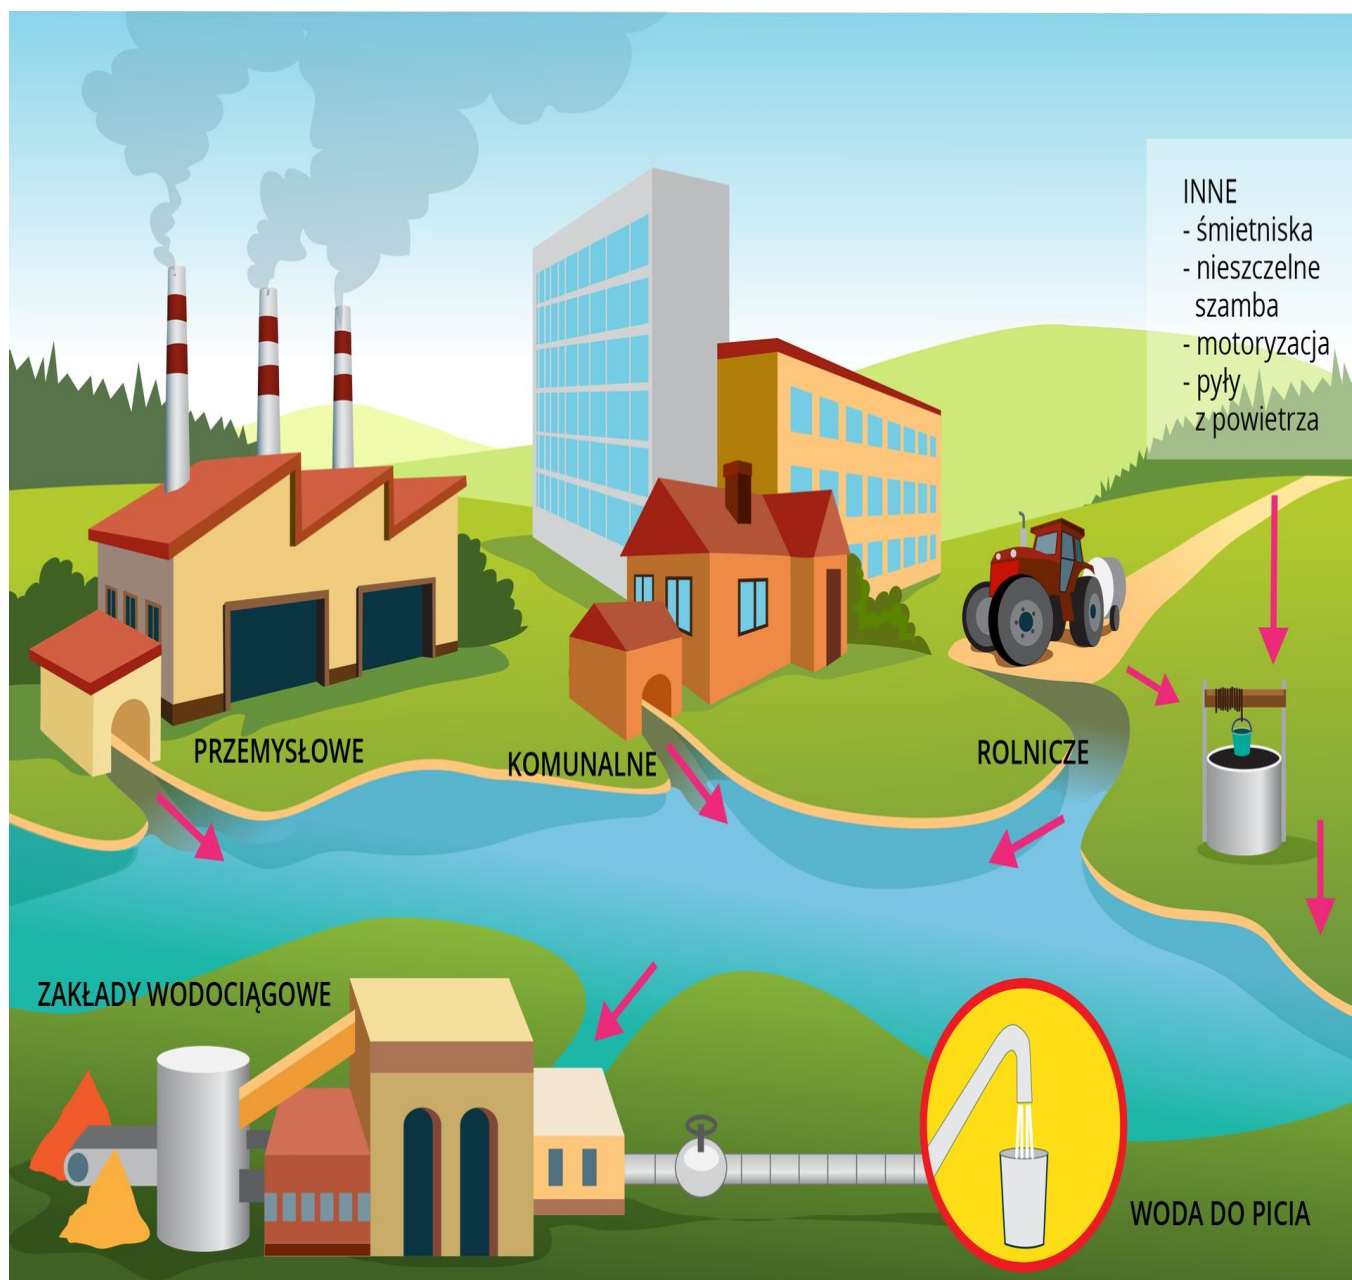 INNE
- śmietniska
- nieszczelne
szamba
- motoryzacja
- pyły
z powietrza
PRZEMYSŁOWE
KOMUNALNE
ROLNICZE
ZAKŁADY WODOCIĄGOWE
WODA DO PICIA